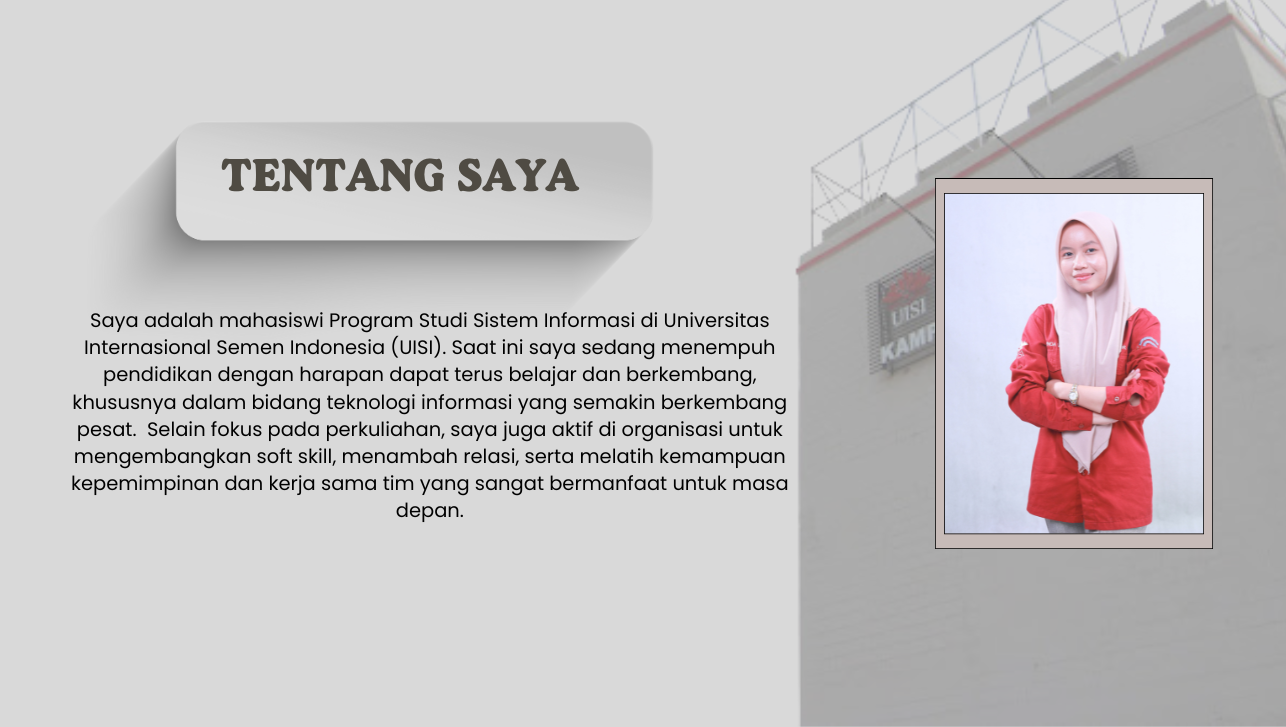 TENTANG SAYA
Saya adalah mahasiswi Program Studi Sistem Informasi di Universitas
Internasional Semen Indonesia (UISI). Saat ini saya sedang menempuh
pendidikan dengan harapan dapat terus belajar dan berkembang,
khususnya dalam bidang teknologi informasi yang semakin berkembang
pesat.  Selain fokus pada perkuliahan, saya juga aktif di organisasi untuk
mengembangkan soft skill, menambah relasi, serta melatih kemampuan
kepemimpinan dan kerja sama tim yang sangat bermanfaat untuk masa
depan.
UISI